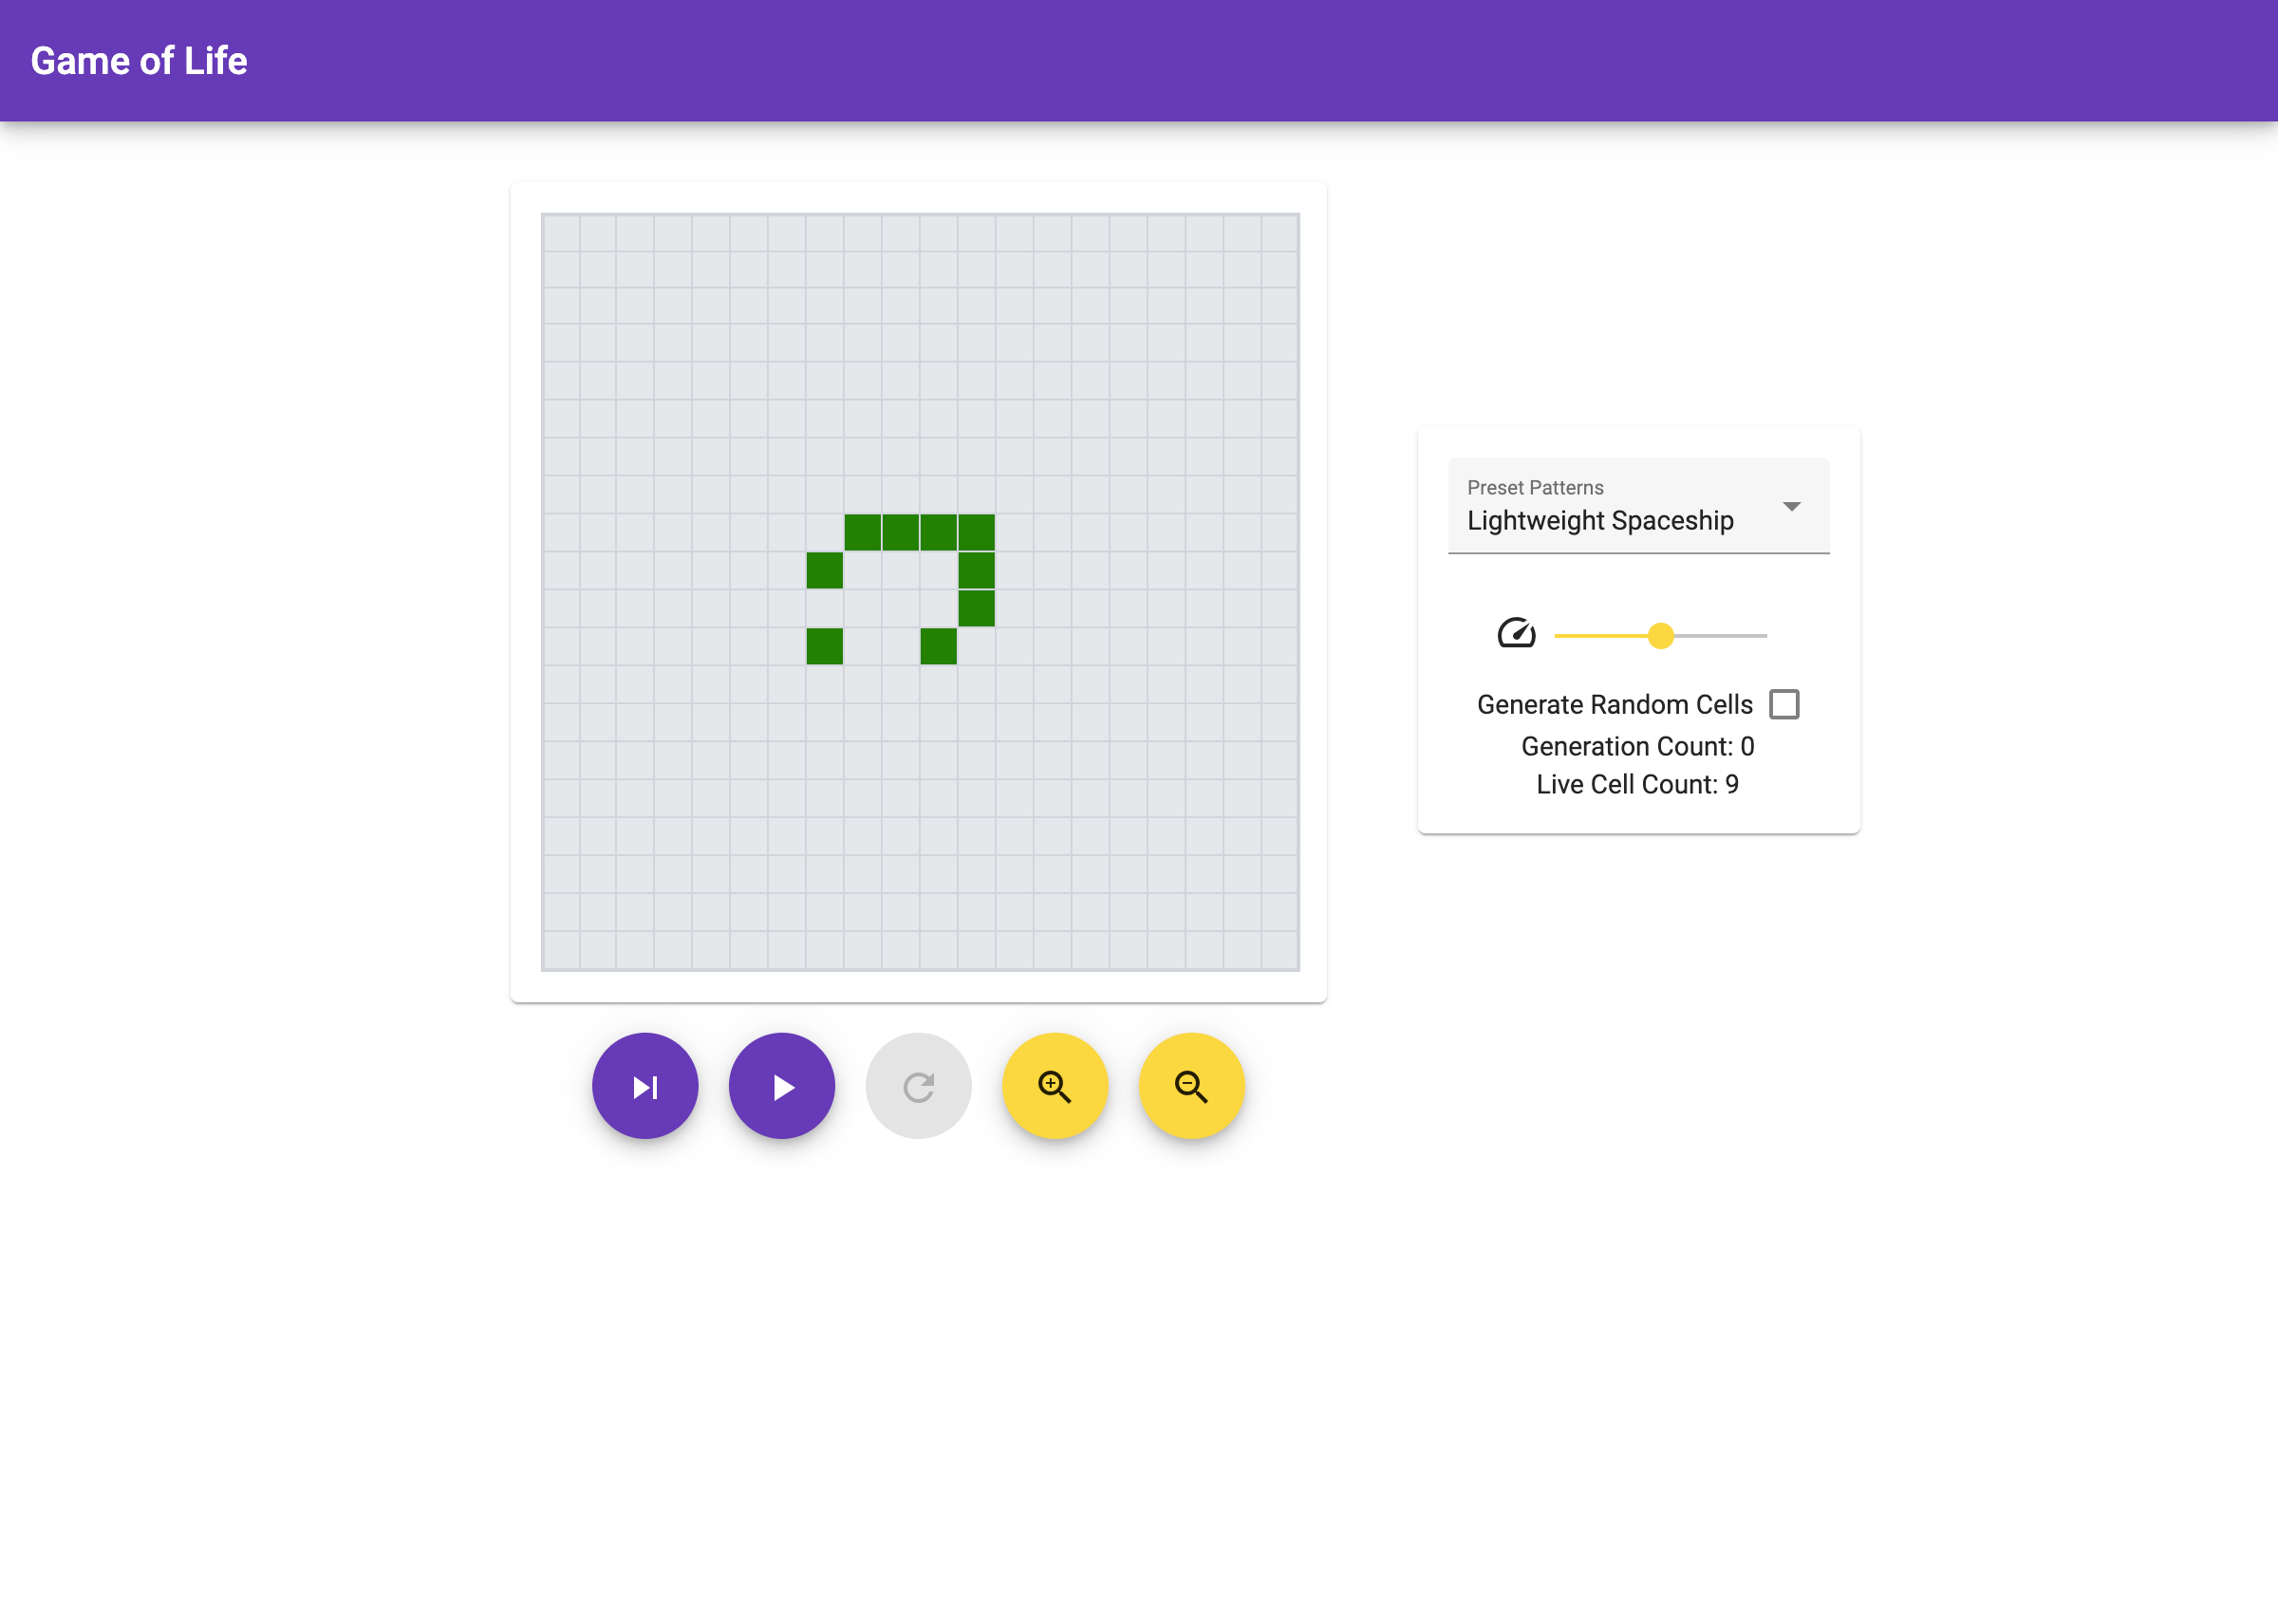 Game of Life
Preset Patterns
Lightweight Spaceship
Generate Random Cells
Generation Count: 0
Live Cell Count: 9